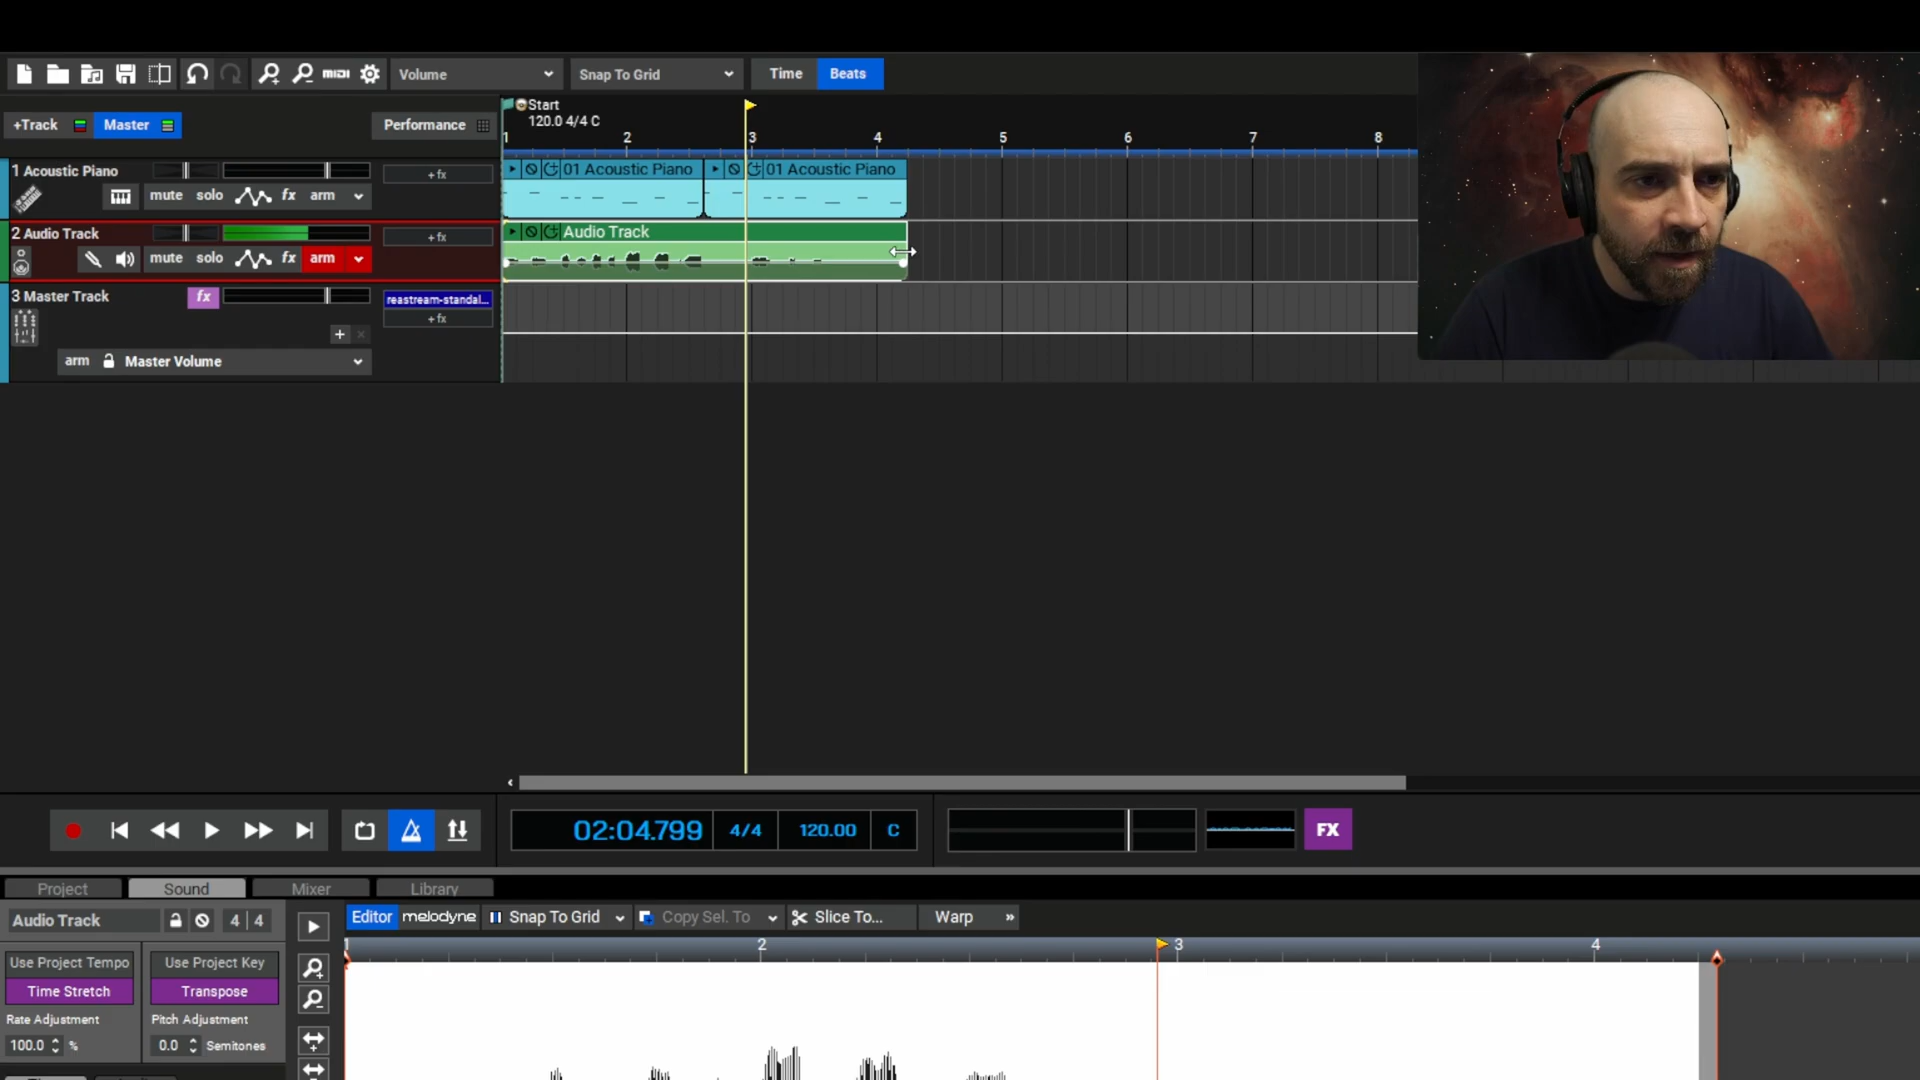 MIDI Volume Snap To Grid Time Beats
Start
120.0 4/4 C
+Track Master Performance
1 2 3 4 5 6 7 8
1 Acoustic Piano +fx 01 Acoustic Piano 01 Acoustic Piano
mute solo fx arm
2 Audio Track +fx Audio Track
mute solo fx arm
3 Master Track fx reastream-standal...
+fx
arm Master Volume
02:04.799 4/4 120.00 C FX
Project Sound Mixer Library
Audio Track 4 4 Editor melodyne Snap To Grid Copy Sel. To Slice To... Warp »
1 2 3 4
Use Project Tempo Use Project Key
Time Stretch Transpose
Rate Adjustment Pitch Adjustment
100.0 % 0.0 Semitones